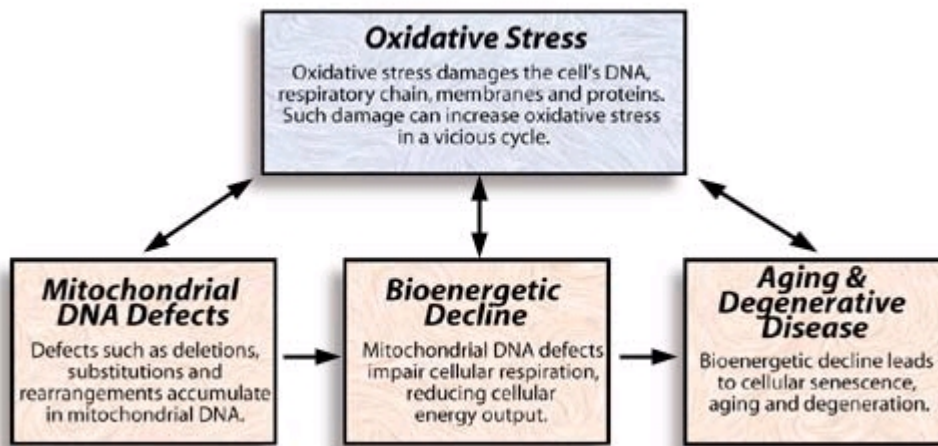 Oxidative Stress
Oxidative stress damages the cell's DNA,
respiratory chain, membranes and proteins.
Such damage can increase oxidative stress
in a vicious cycle.
Mitochondrial
DNA Defects
Defects such as deletions,
substitutions and
rearrangements accumulate
in mitochondrial DNA.
Bioenergetic
Decline
Mitochondrial DNA defects
impair cellular respiration,
reducing cellular
energy output.
Aging &
Degenerative
Disease
Bioenergetic decline leads
to cellular senescence,
aging and degeneration.